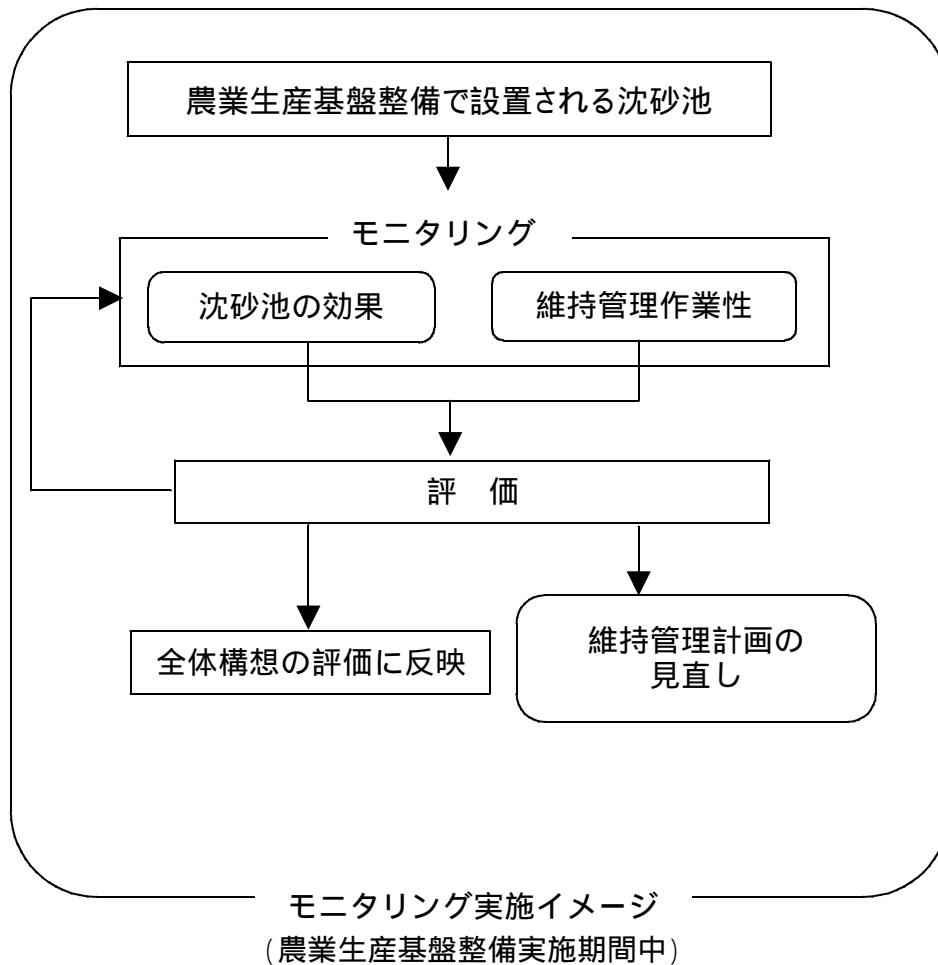 農業生産基盤整備で設置される沈砂池
モニタリング
沈砂池の効果
維持管理作業性
評　価
全体構想の評価に反映
維持管理計画の
見直し
モニタリング実施イメージ
(農業生産基盤整備実施期間中)